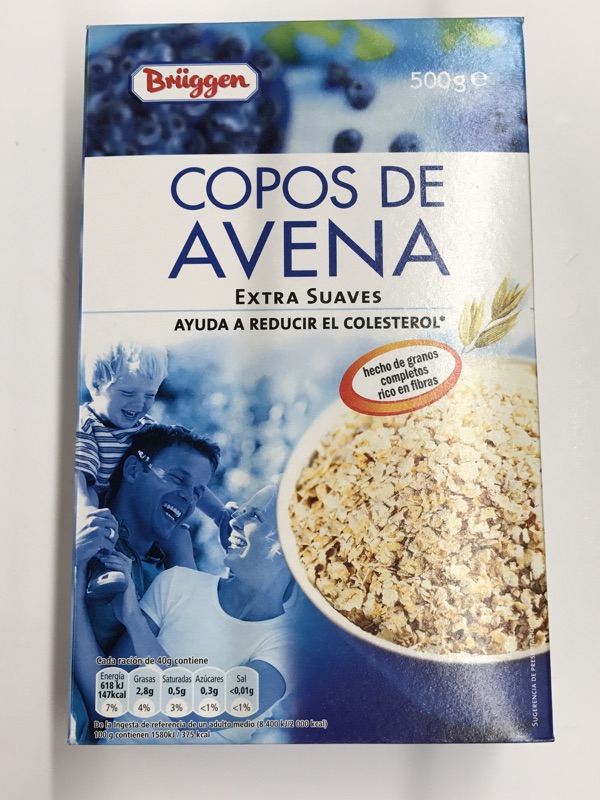 Brüggen
500g ℮
COPOS DE
AVENA
EXTRA SUAVES
AYUDA A REDUCIR EL COLESTEROL*
hecho de granos
completos
rico en fibras
Cada ración de 40g contiene
Energía Grasas Saturadas Azúcares Sal
618 kJ
147kcal 2,8g 0,5g 0,3g <0,01g
7% 4% 3% <1% <1%
De la ingesta de referencia de un adulto medio (8 400 kJ/2 000 kcal)
100 g contienen 1580kJ / 375 kcal
SUGERENCIA DE